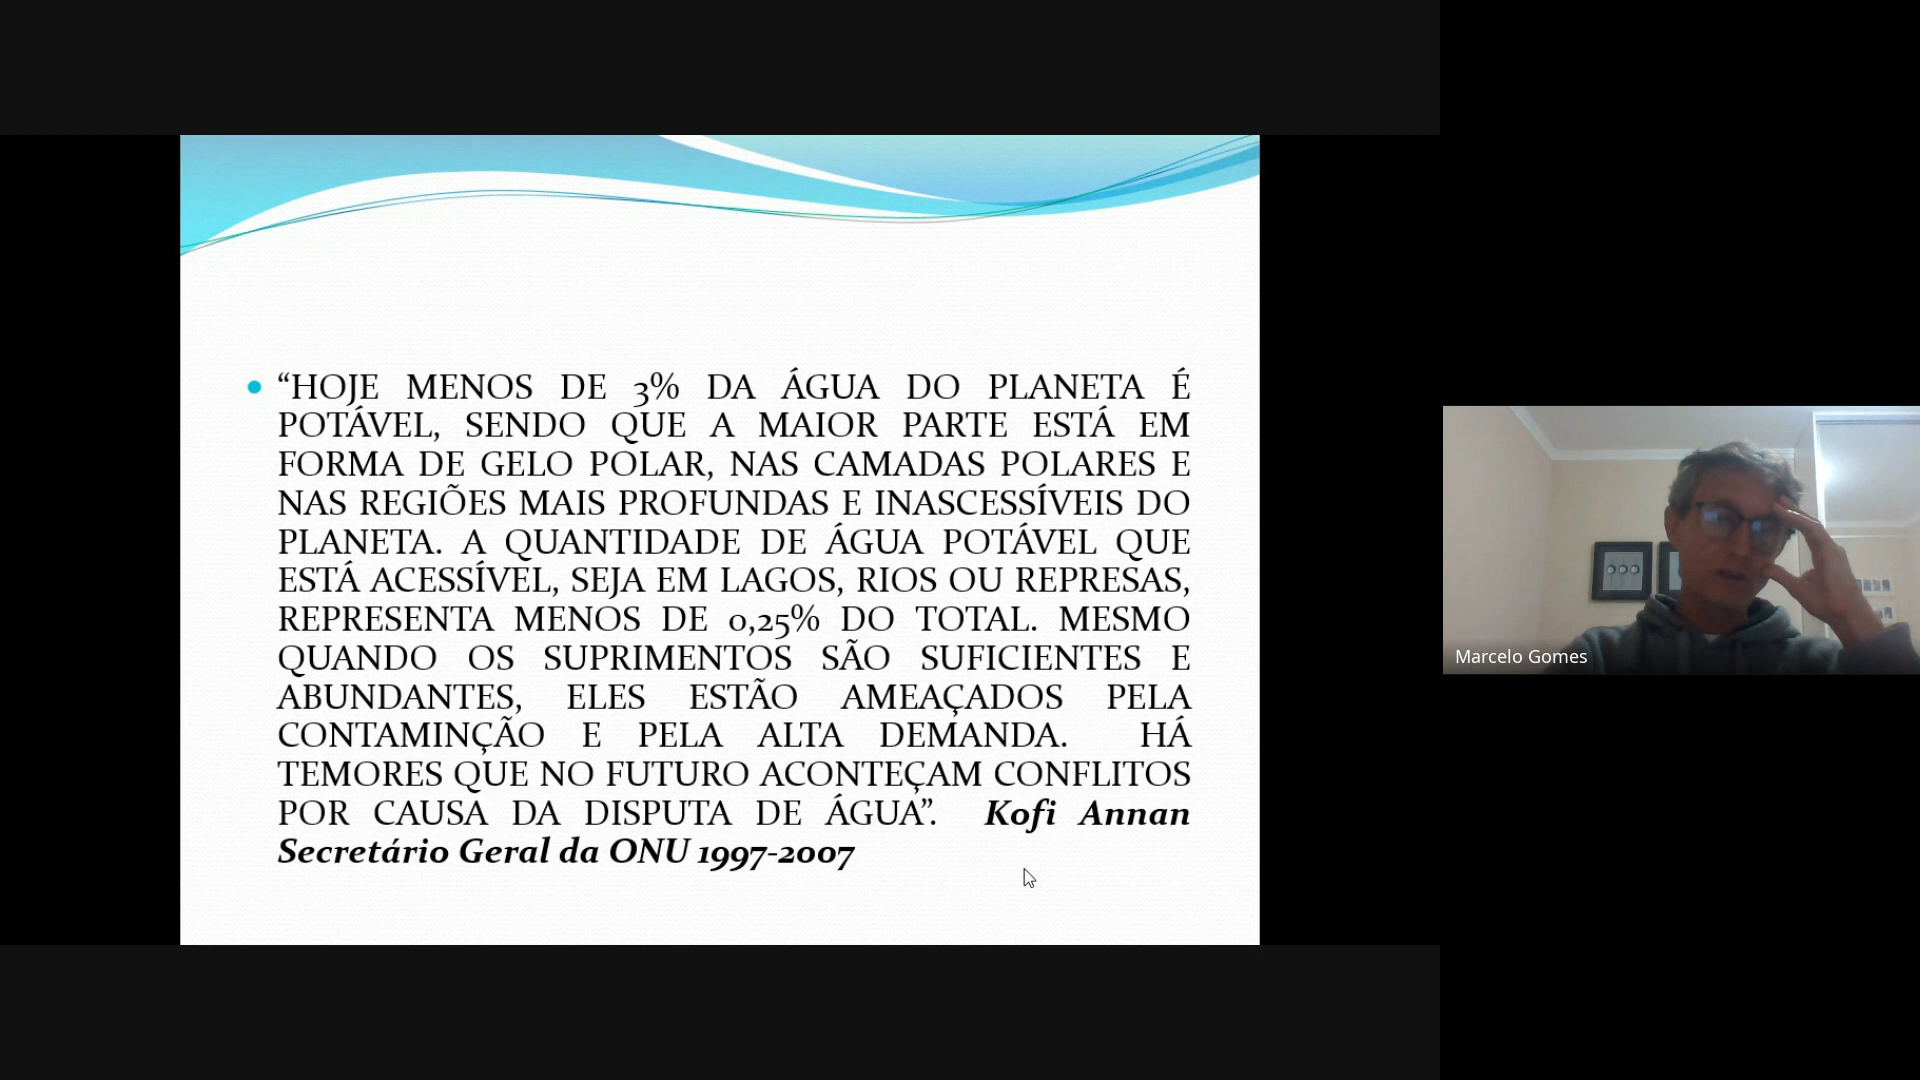 “HOJE MENOS DE 3% DA ÁGUA DO PLANETA É
POTÁVEL, SENDO QUE A MAIOR PARTE ESTÁ EM
FORMA DE GELO POLAR, NAS CAMADAS POLARES E
NAS REGIÕES MAIS PROFUNDAS E INASCESSÍVEIS DO
PLANETA. A QUANTIDADE DE ÁGUA POTÁVEL QUE
ESTÁ ACESSÍVEL, SEJA EM LAGOS, RIOS OU REPRESAS,
REPRESENTA MENOS DE 0,25% DO TOTAL. MESMO
QUANDO OS SUPRIMENTOS SÃO SUFICIENTES E
ABUNDANTES, ELES ESTÃO AMEAÇADOS PELA
CONTAMINÇÃO E PELA ALTA DEMANDA. HÁ
TEMORES QUE NO FUTURO ACONTEÇAM CONFLITOS
POR CAUSA DA DISPUTA DE ÁGUA”. Kofi Annan
Secretário Geral da ONU 1997-2007
Marcelo Gomes